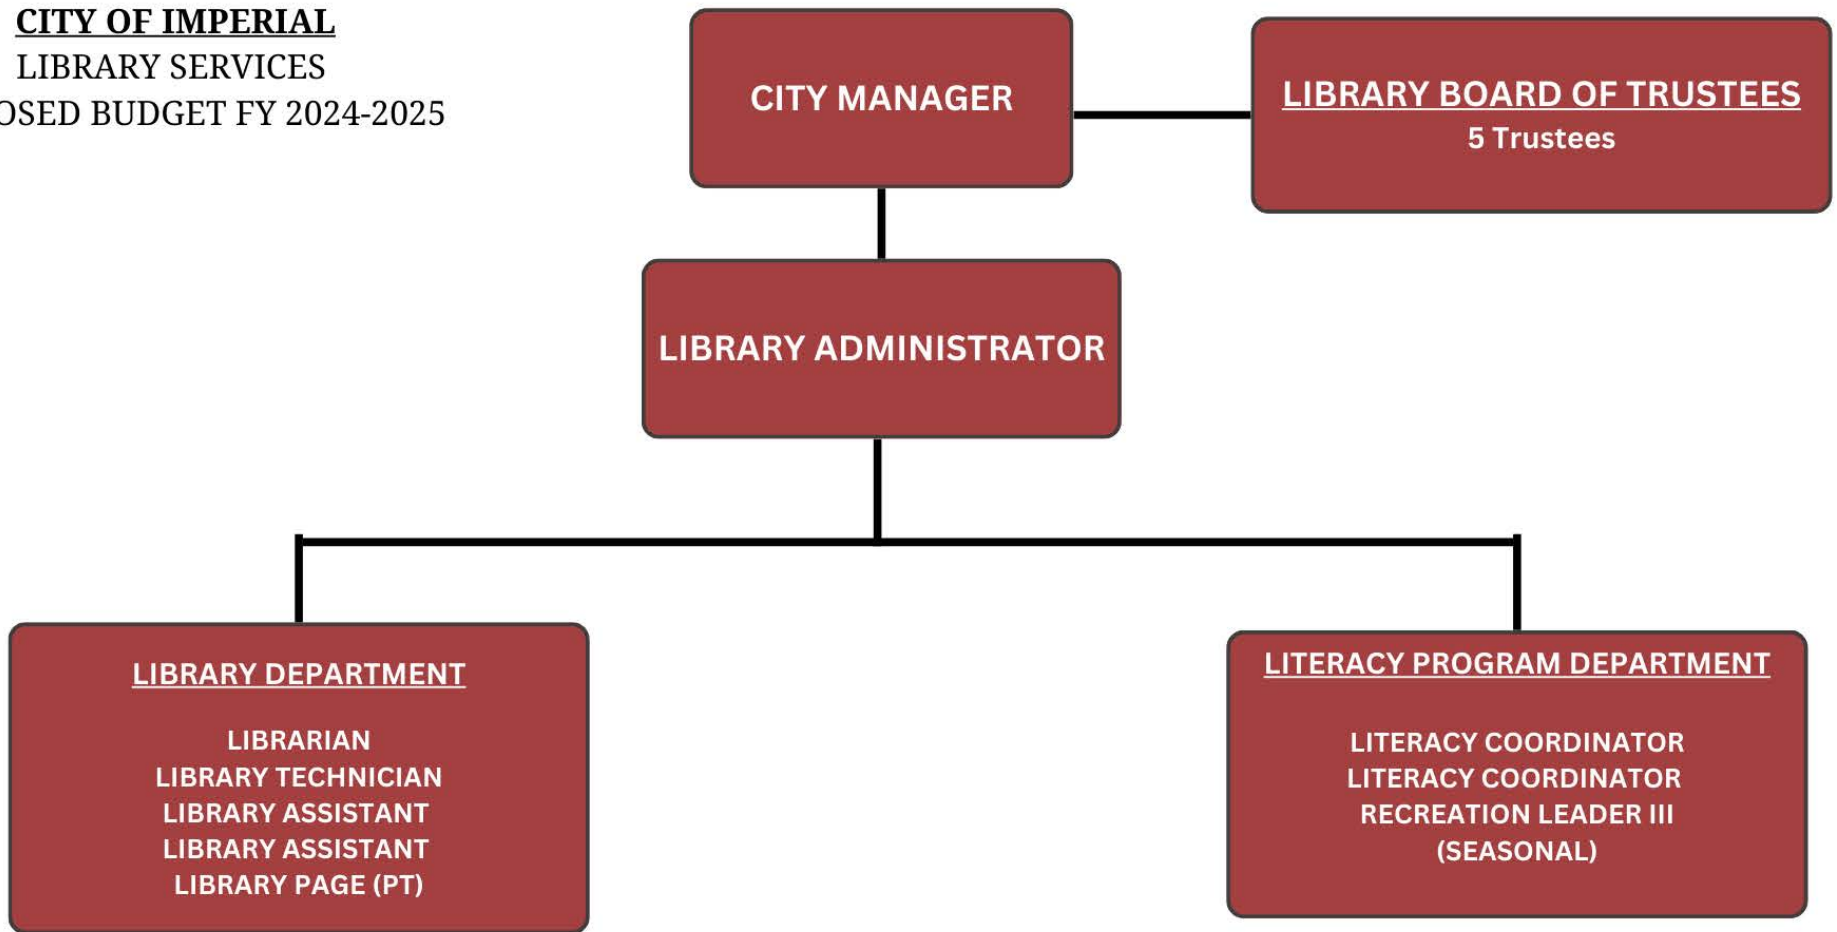 CITY OF IMPERIAL
LIBRARY SERVICES
OSED BUDGET FY 2024-2025
CITY MANAGER
LIBRARY BOARD OF TRUSTEES
5 Trustees
LIBRARY ADMINISTRATOR
LIBRARY DEPARTMENT
LIBRARIAN
LIBRARY TECHNICIAN
LIBRARY ASSISTANT
LIBRARY ASSISTANT
LIBRARY PAGE (PT)
LITERACY PROGRAM DEPARTMENT
LITERACY COORDINATOR
LITERACY COORDINATOR
RECREATION LEADER III
(SEASONAL)